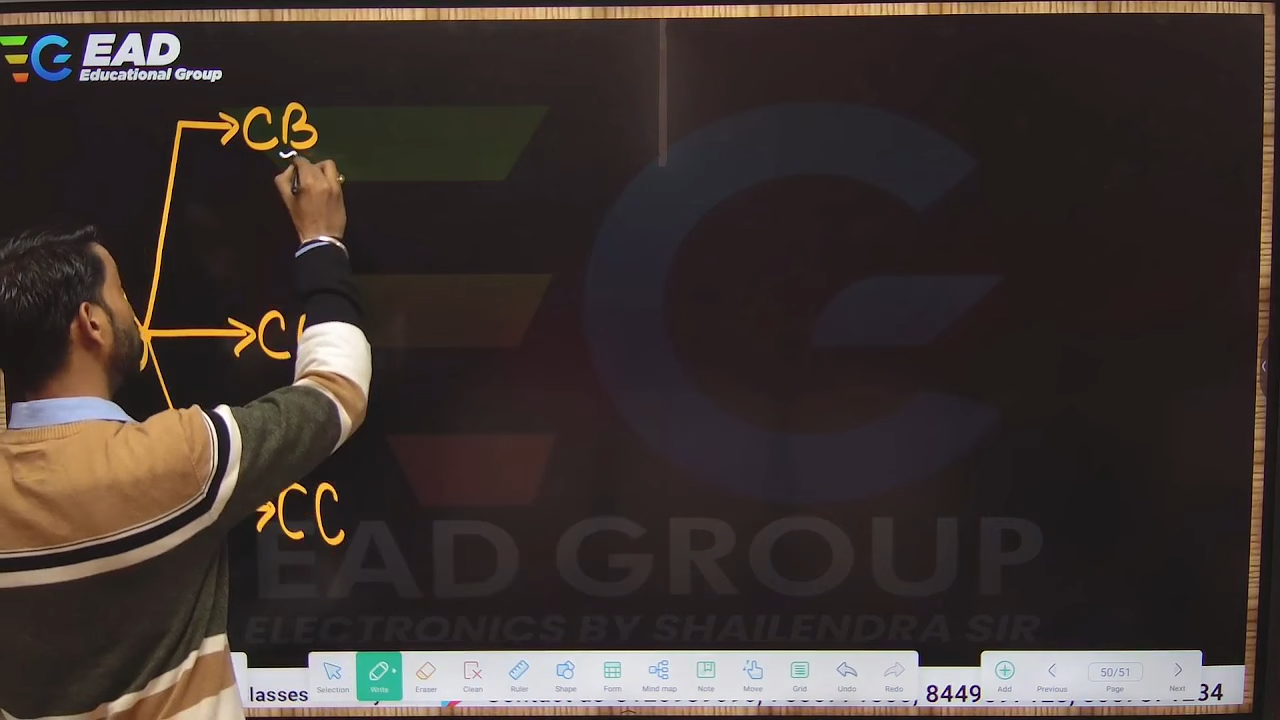 EAD
Educational Group
CB
C
CC
EAD GROUP
ELECTRONICS BY SHAILENDRA SIR
Selection Write Eraser Clean Ruler Shape Form Mind map Note Move Grid Undo Redo Add Previous 50/51 Page Next
lasses 8449 34